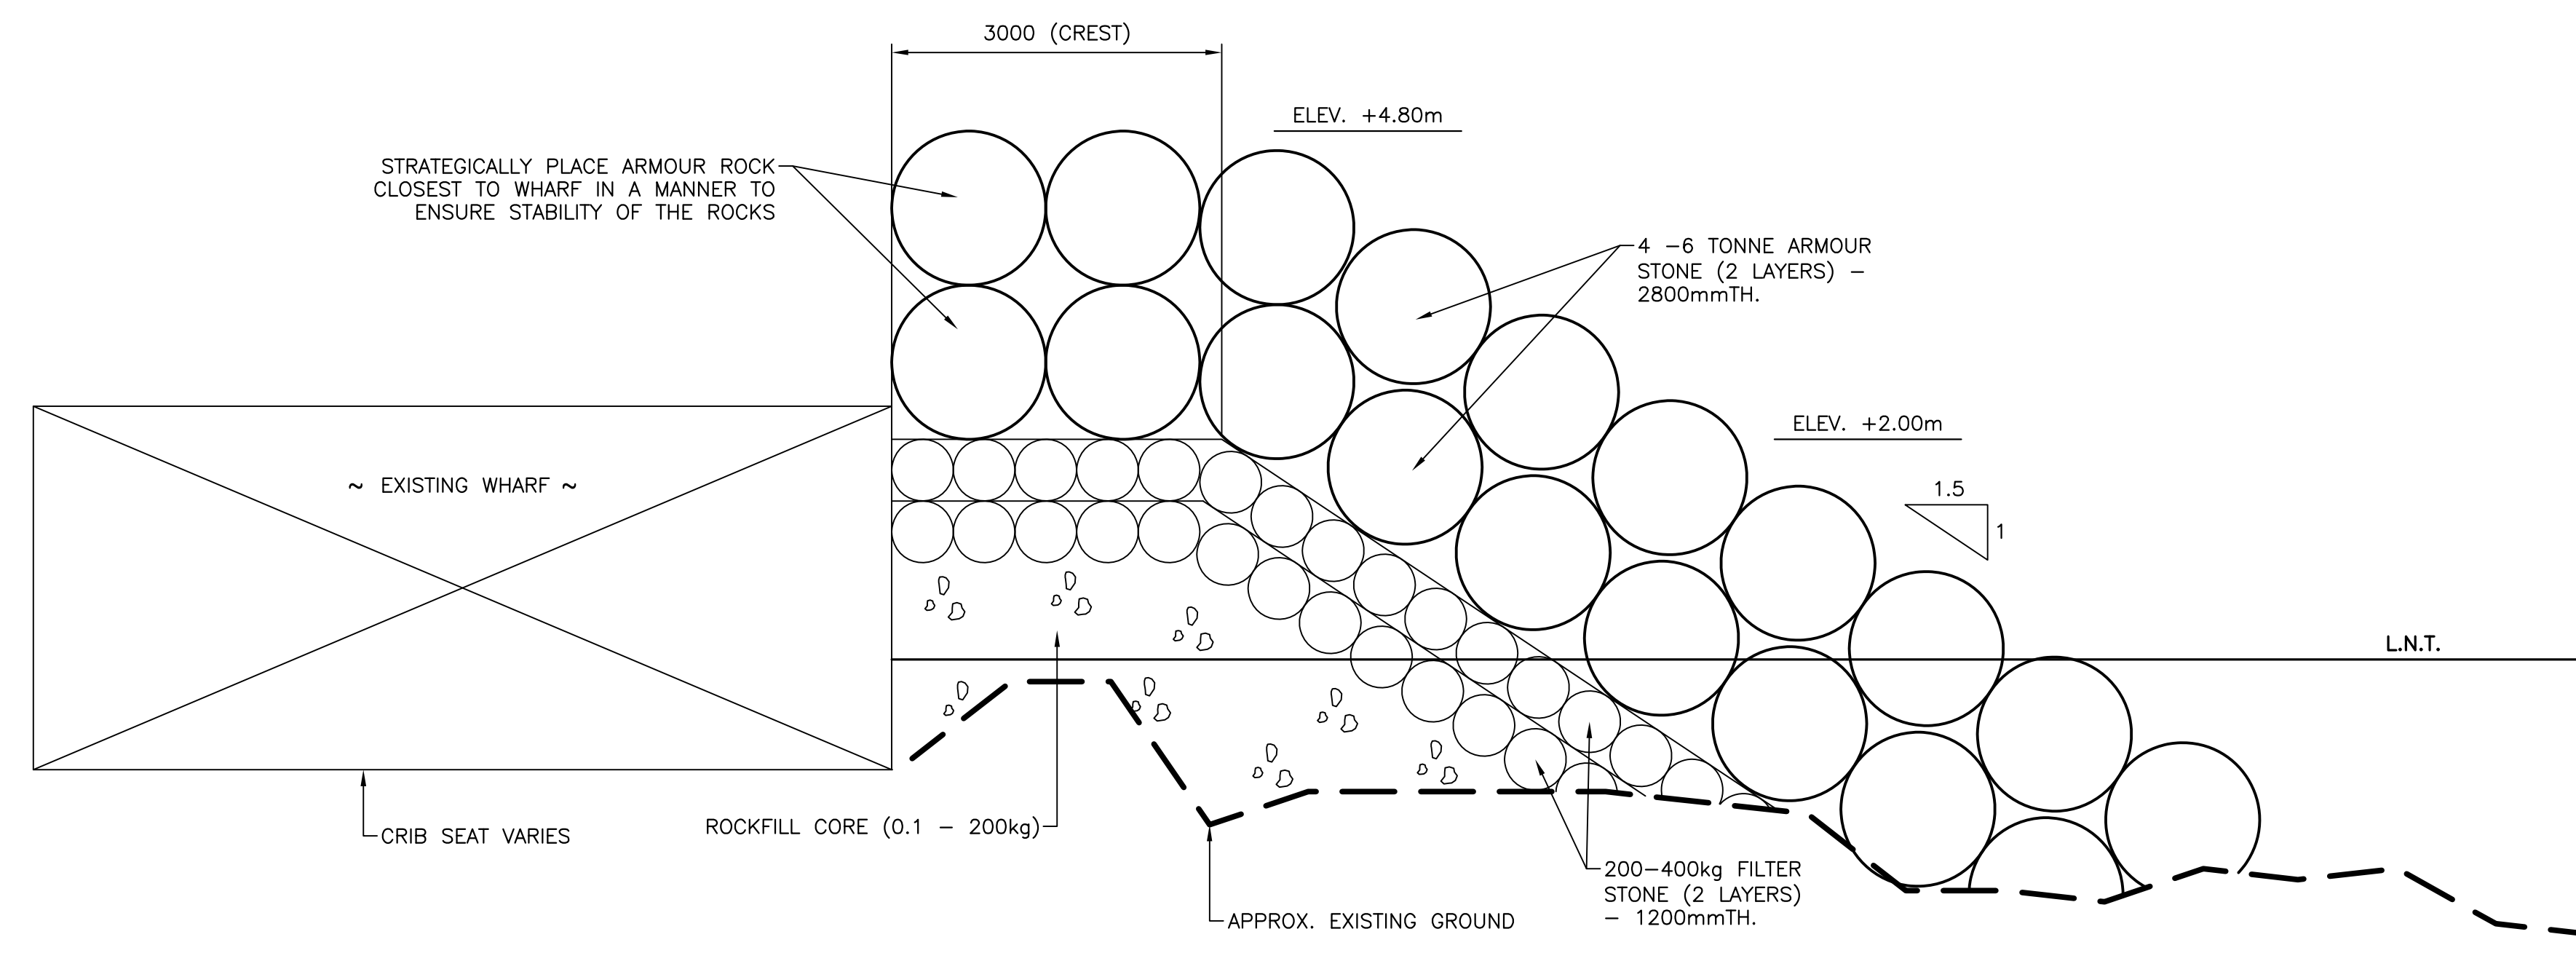 3000 (CREST)
ELEV. +4.80m
STRATEGICALLY PLACE ARMOUR ROCK
CLOSEST TO WHARF IN A MANNER TO
ENSURE STABILITY OF THE ROCKS
4 -6 TONNE ARMOUR
STONE (2 LAYERS) -
2800mmTH.
ELEV. +2.00m
~ EXISTING WHARF ~
1.5
1
L.N.T.
CRIB SEAT VARIES
ROCKFILL CORE (0.1 - 200kg)
200-400kg FILTER
STONE (2 LAYERS)
- 1200mmTH.
APPROX. EXISTING GROUND